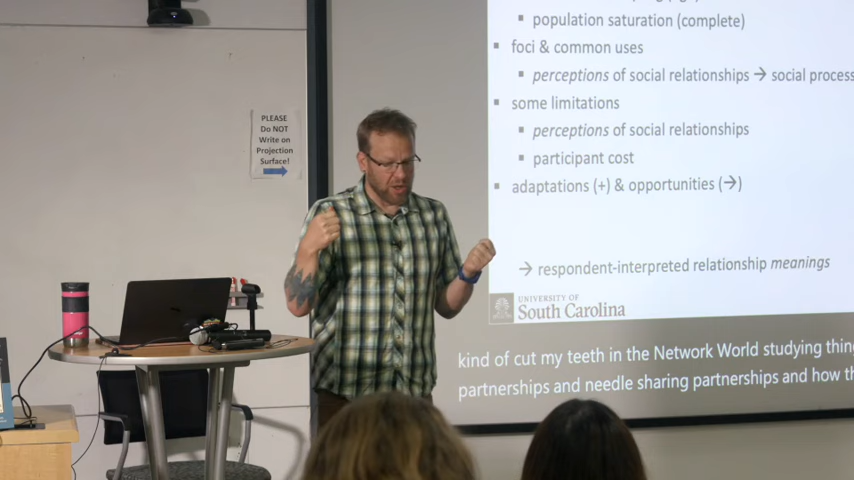 population saturation (complete)
foci & common uses
perceptions of social relationships → social process
some limitations
perceptions of social relationships
participant cost
adaptations (+) & opportunities (→)
→ respondent-interpreted relationship meanings
UNIVERSITY OF
South Carolina
kind of cut my teeth in the Network World studying thin
partnerships and needle sharing partnerships and how th
PLEASE
Do NOT
Write on
Projection
Surface!